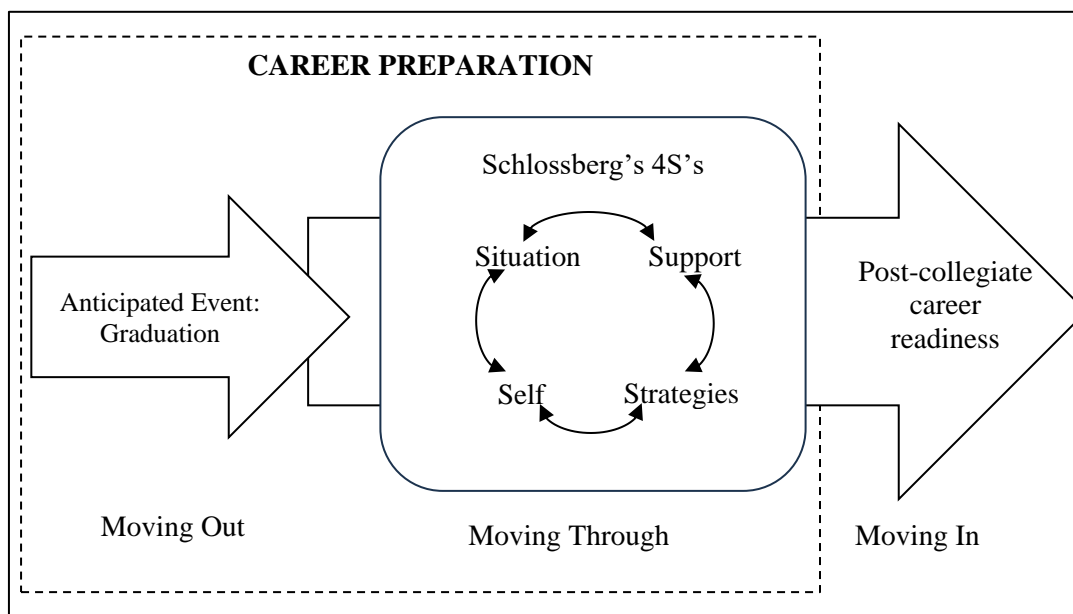 CAREER PREPARATION
Schlossberg's 4S's
Situation
Support
Self
Strategies
Anticipated Event:
Graduation
Post-collegiate
career
readiness
Moving Out
Moving Through
Moving In